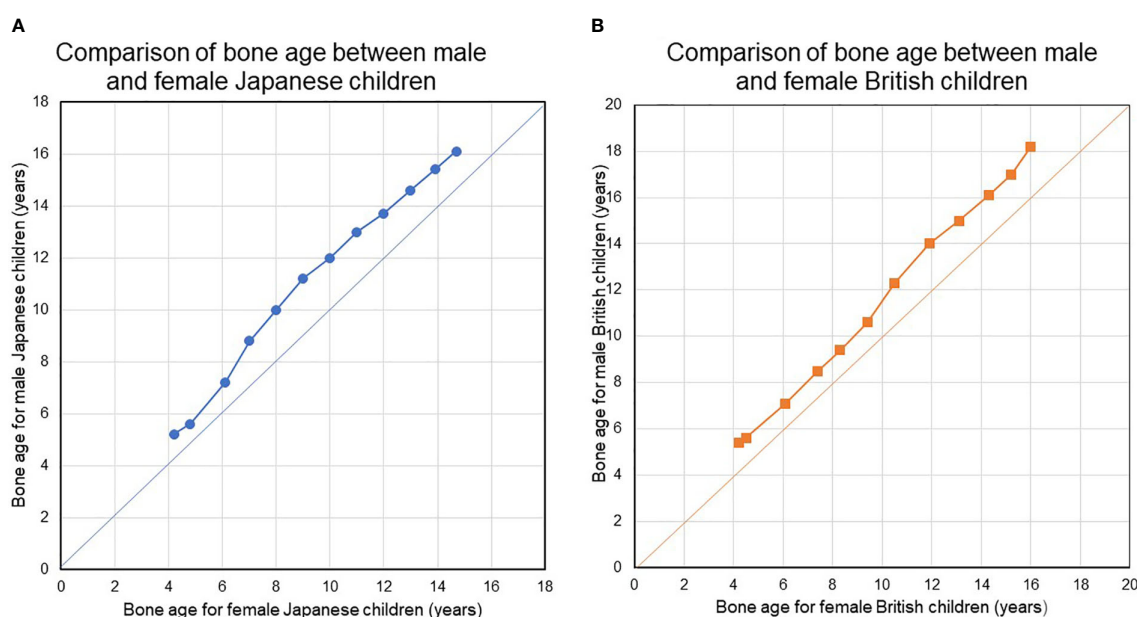 A
Comparison of bone age between male
and female Japanese children
18
16
14
12
10
8
6
4
2
0
Bone age for male Japanese children (years)
0 2 4 6 8 10 12 14 16 18
Bone age for female Japanese children (years)
B
Comparison of bone age between male
and female British children
20
18
16
14
12
10
8
6
4
2
0
Bone age for male British children (years)
0 2 4 6 8 10 12 14 16 18 20
Bone age for female British children (years)